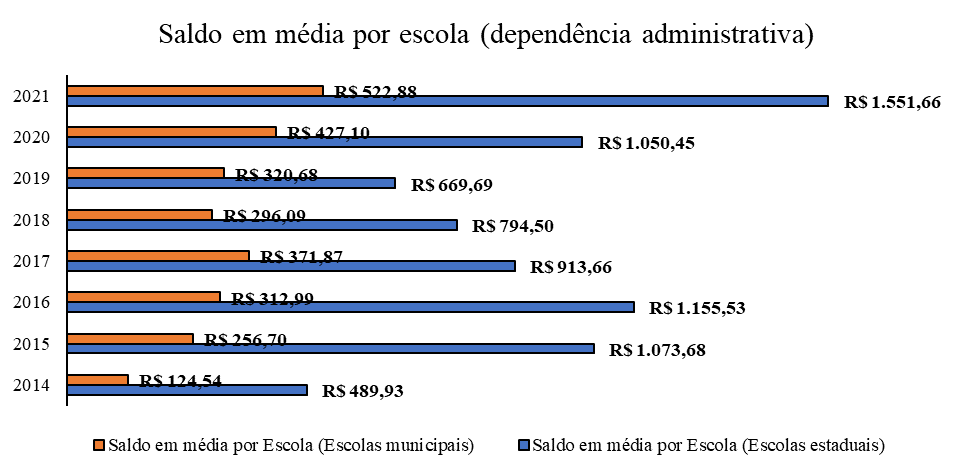 Saldo em média por escola (dependência administrativa)
2021
R$ 522,88
R$ 1.551,66
2020
R$ 427,10
R$ 1.050,45
2019
R$ 320,68
R$ 669,69
2018
R$ 296,09
R$ 794,50
2017
R$ 371,87
R$ 913,66
2016
R$ 312,99
R$ 1.155,53
2015
R$ 256,70
R$ 1.073,68
2014
R$ 124,54
R$ 489,93
Saldo em média por Escola (Escolas municipais)
Saldo em média por Escola (Escolas estaduais)